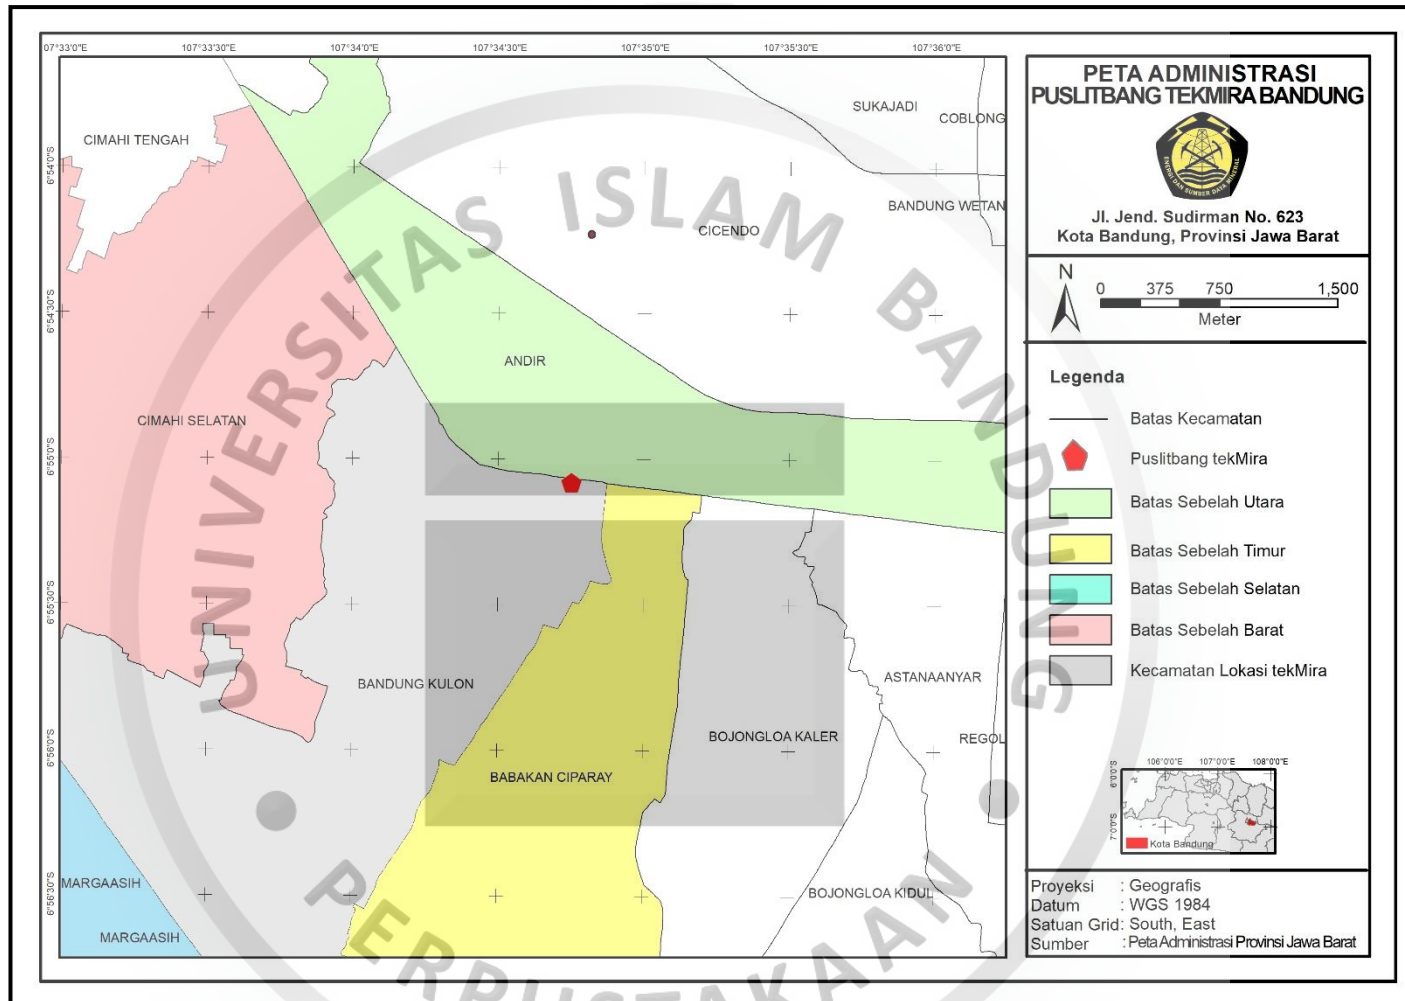 107°33'0"E 107°33'30"E 107°34'0"E 107°34'30"E 107°35'0"E 107°35'30"E 107°36'0"E
6°54'0"S
6°54'30"S
6°55'0"S
6°55'30"S
6°56'0"S
6°56'30"S
CIMAHI TENGAH
SUKAJADI
COBLONG
BANDUNG WETAN
CICENDO
ANDIR
CIMAHI SELATAN
BANDUNG KULON
ASTANAANYAR
BOJONGLOA KALER
REGOL
BABAKAN CIPARAY
MARGAASIH
BOJONGLOA KIDUL
MARGAASIH
UNIVERSITAS ISLAM BANDUNG
PERPUSTAKAAN
PETA ADMINISTRASI
PUSLITBANG TEKMIRA BANDUNG
ENERGI DAN SUMBER DAYA MINERAL
Jl. Jend. Sudirman No. 623
Kota Bandung, Provinsi Jawa Barat
N
0 375 750 1,500
Meter
Legenda
Batas Kecamatan
Puslitbang tekMira
Batas Sebelah Utara
Batas Sebelah Timur
Batas Sebelah Selatan
Batas Sebelah Barat
Kecamatan Lokasi tekMira
106°0'0"E 107°0'0"E 108°0'0"E
6°0'0"S
7°0'0"S
Kota Bandung
Proyeksi : Geografis
Datum : WGS 1984
Satuan Grid: South, East
Sumber : Peta Administrasi Provinsi Jawa Barat